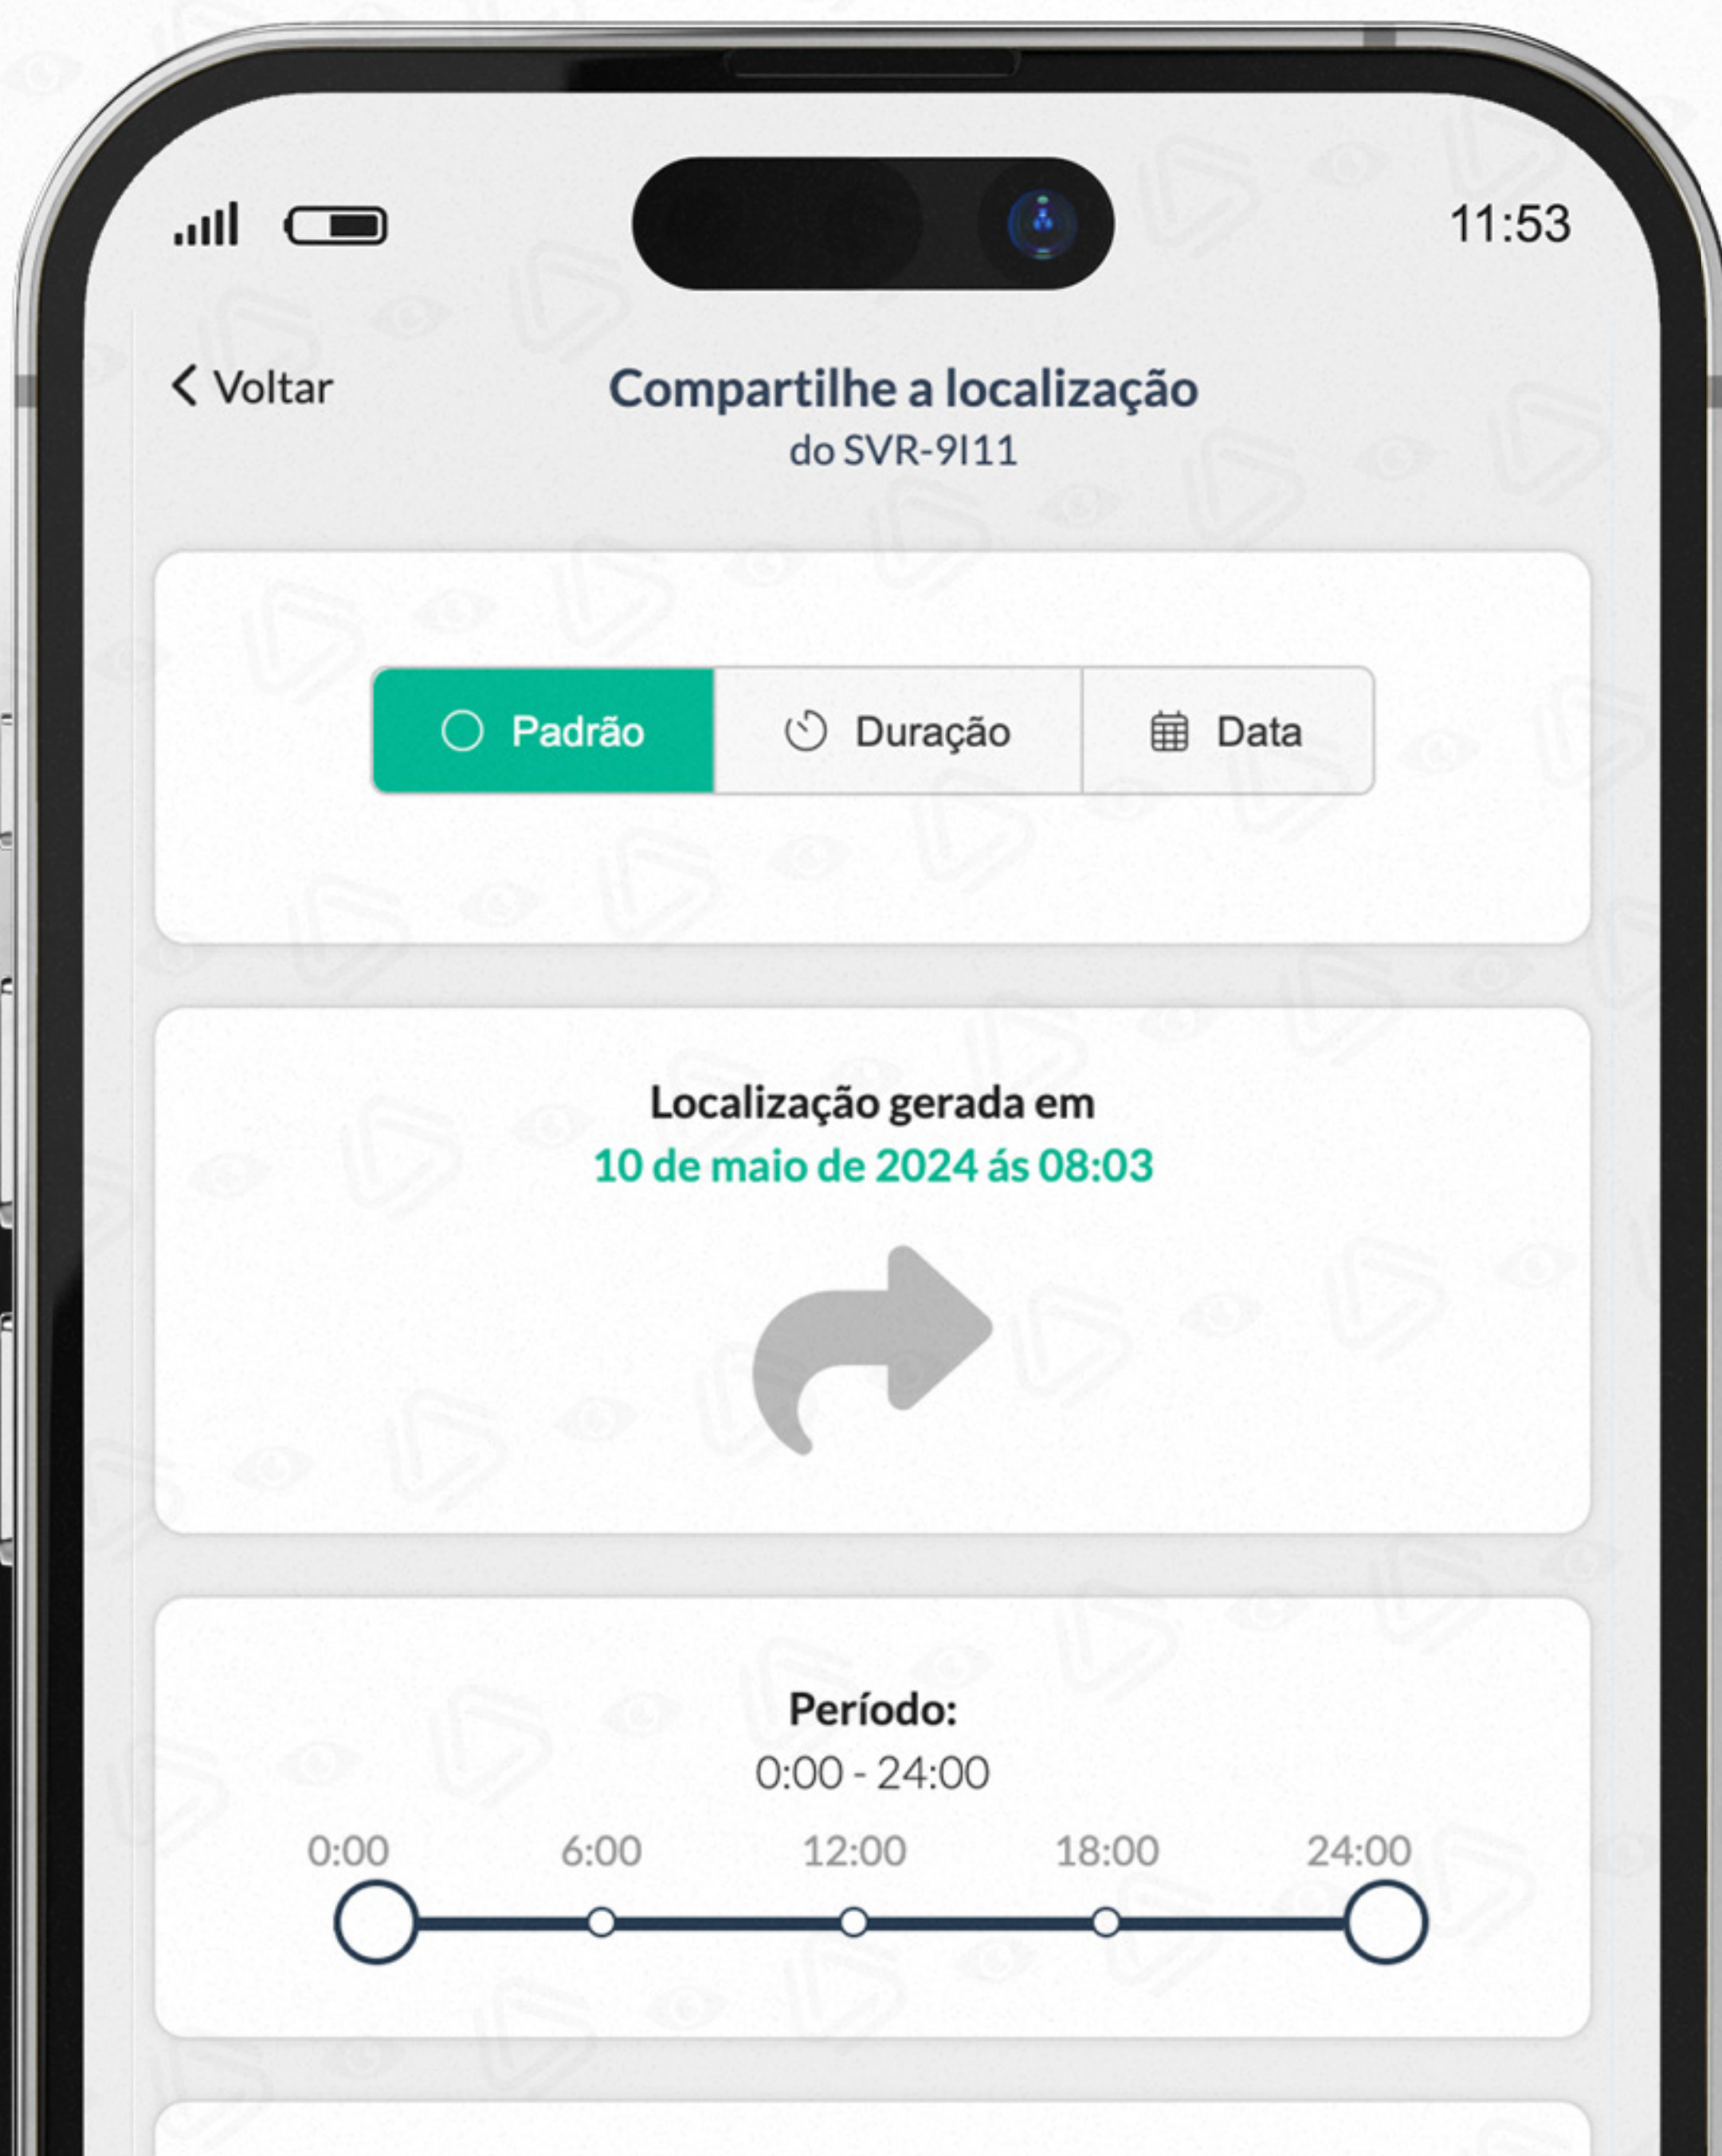 11:53
Voltar
Compartilhe a localização
do SVR-9I11
Padrão Duração Data
Localização gerada em
10 de maio de 2024 ás 08:03
Período:
0:00 - 24:00
0:00 6:00 12:00 18:00 24:00